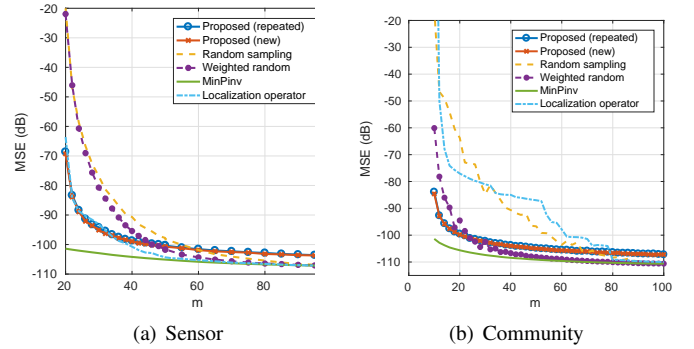 -20
-30
-40
-50
-60
-70
-80
-90
-100
-110
MSE (dB)
20
40
60
80
m
Proposed (repeated)
Proposed (new)
Random sampling
Weighted random
MinPinv
Localization operator
(a) Sensor
-20
-30
-40
-50
-60
-70
-80
-90
-100
-110
MSE (dB)
0
20
40
60
80
100
m
Proposed (repeated)
Proposed (new)
Random sampling
Weighted random
MinPinv
Localization operator
(b) Community